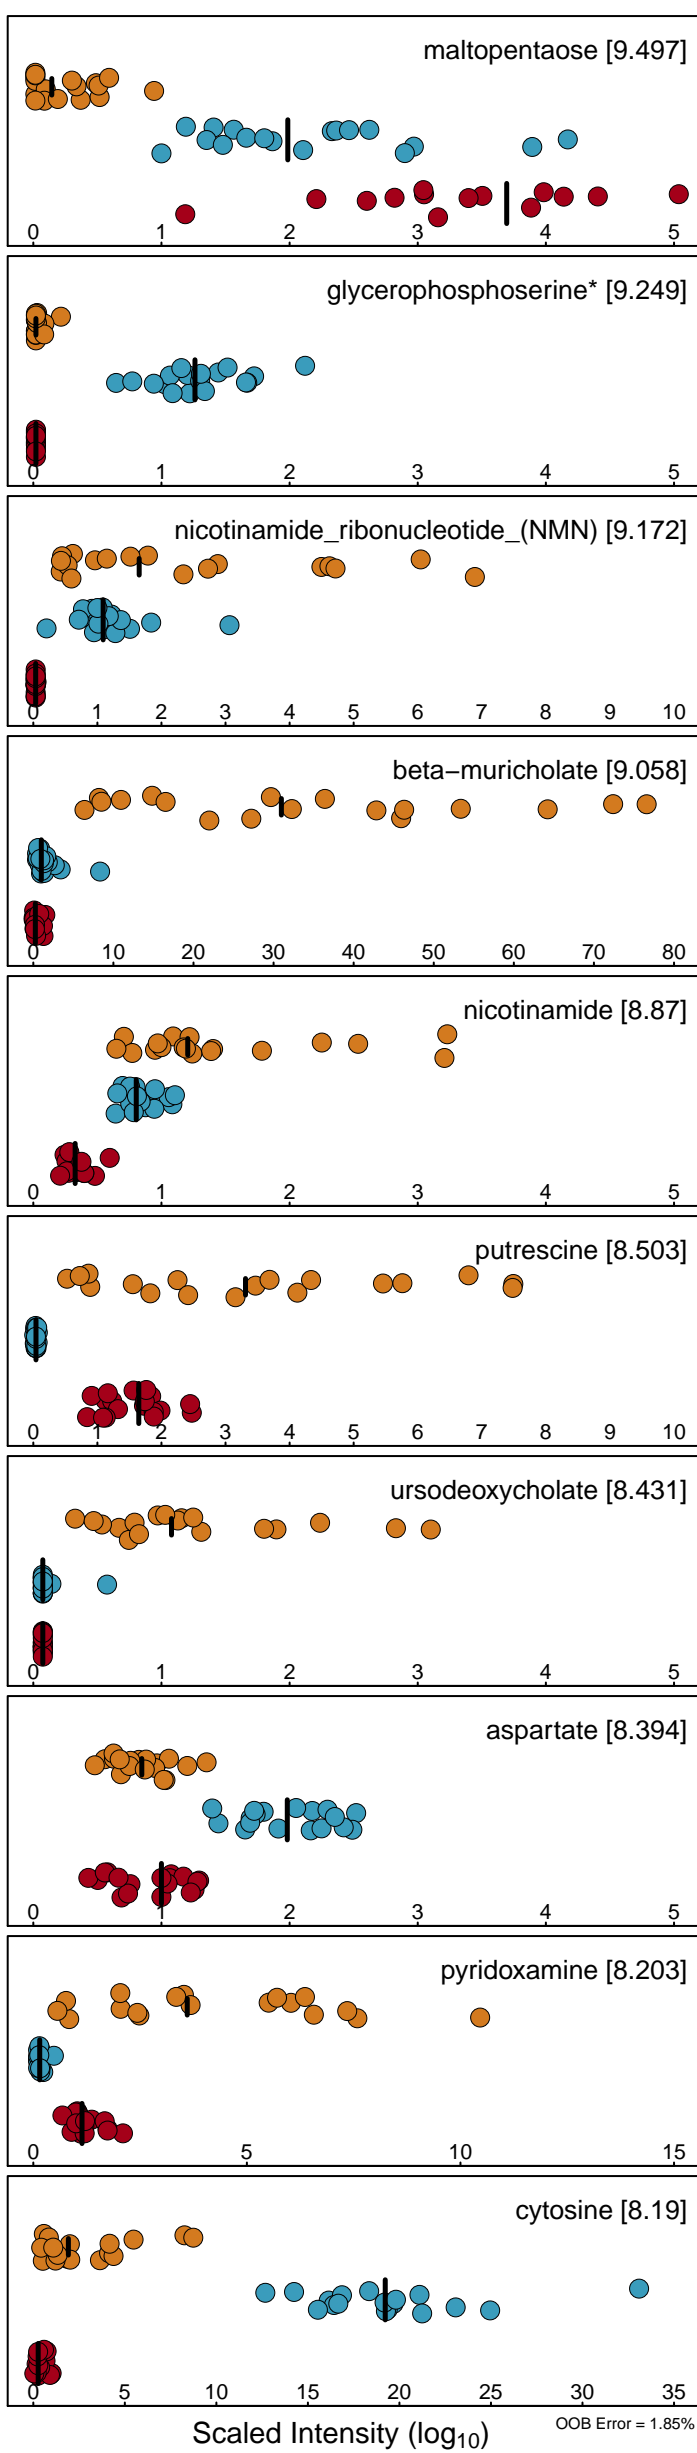 maltopentaose [9.497]
0 1 2 3 4 5
glycerophosphoserine* [9.249]
0 1 2 3 4 5
nicotinamide_ribonucleotide_(NMN) [9.172]
0 1 2 3 4 5 6 7 8 9 10
beta−muricholate [9.058]
0 10 20 30 40 50 60 70 80
nicotinamide [8.87]
0 1 2 3 4 5
putrescine [8.503]
0 1 2 3 4 5 6 7 8 9 10
ursodeoxycholate [8.431]
0 1 2 3 4 5
aspartate [8.394]
0 1 2 3 4 5
pyridoxamine [8.203]
0 5 10 15
cytosine [8.19]
0 5 10 15 20 25 30 35
Scaled Intensity (log10)
OOB Error = 1.85%